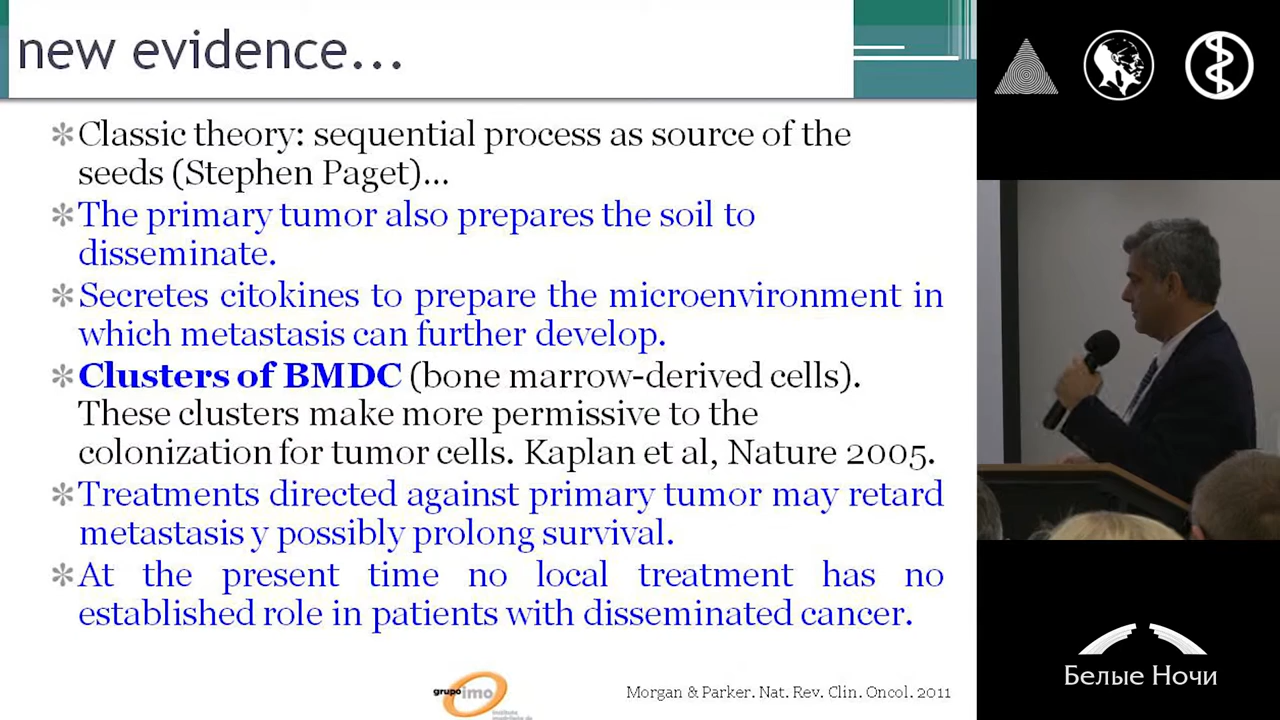 new evidence...
Classic theory: sequential process as source of the
seeds (Stephen Paget)...
The primary tumor also prepares the soil to
disseminate.
Secretes citokines to prepare the microenvironment in
which metastasis can further develop.
Clusters of BMDC (bone marrow-derived cells).
These clusters make more permissive to the
colonization for tumor cells. Kaplan et al, Nature 2005.
Treatments directed against primary tumor may retard
metastasis y possibly prolong survival.
At the present time no local treatment has no
established role in patients with disseminated cancer.
grupo imo
Morgan & Parker. Nat. Rev. Clin. Oncol. 2011
Белые Ночи